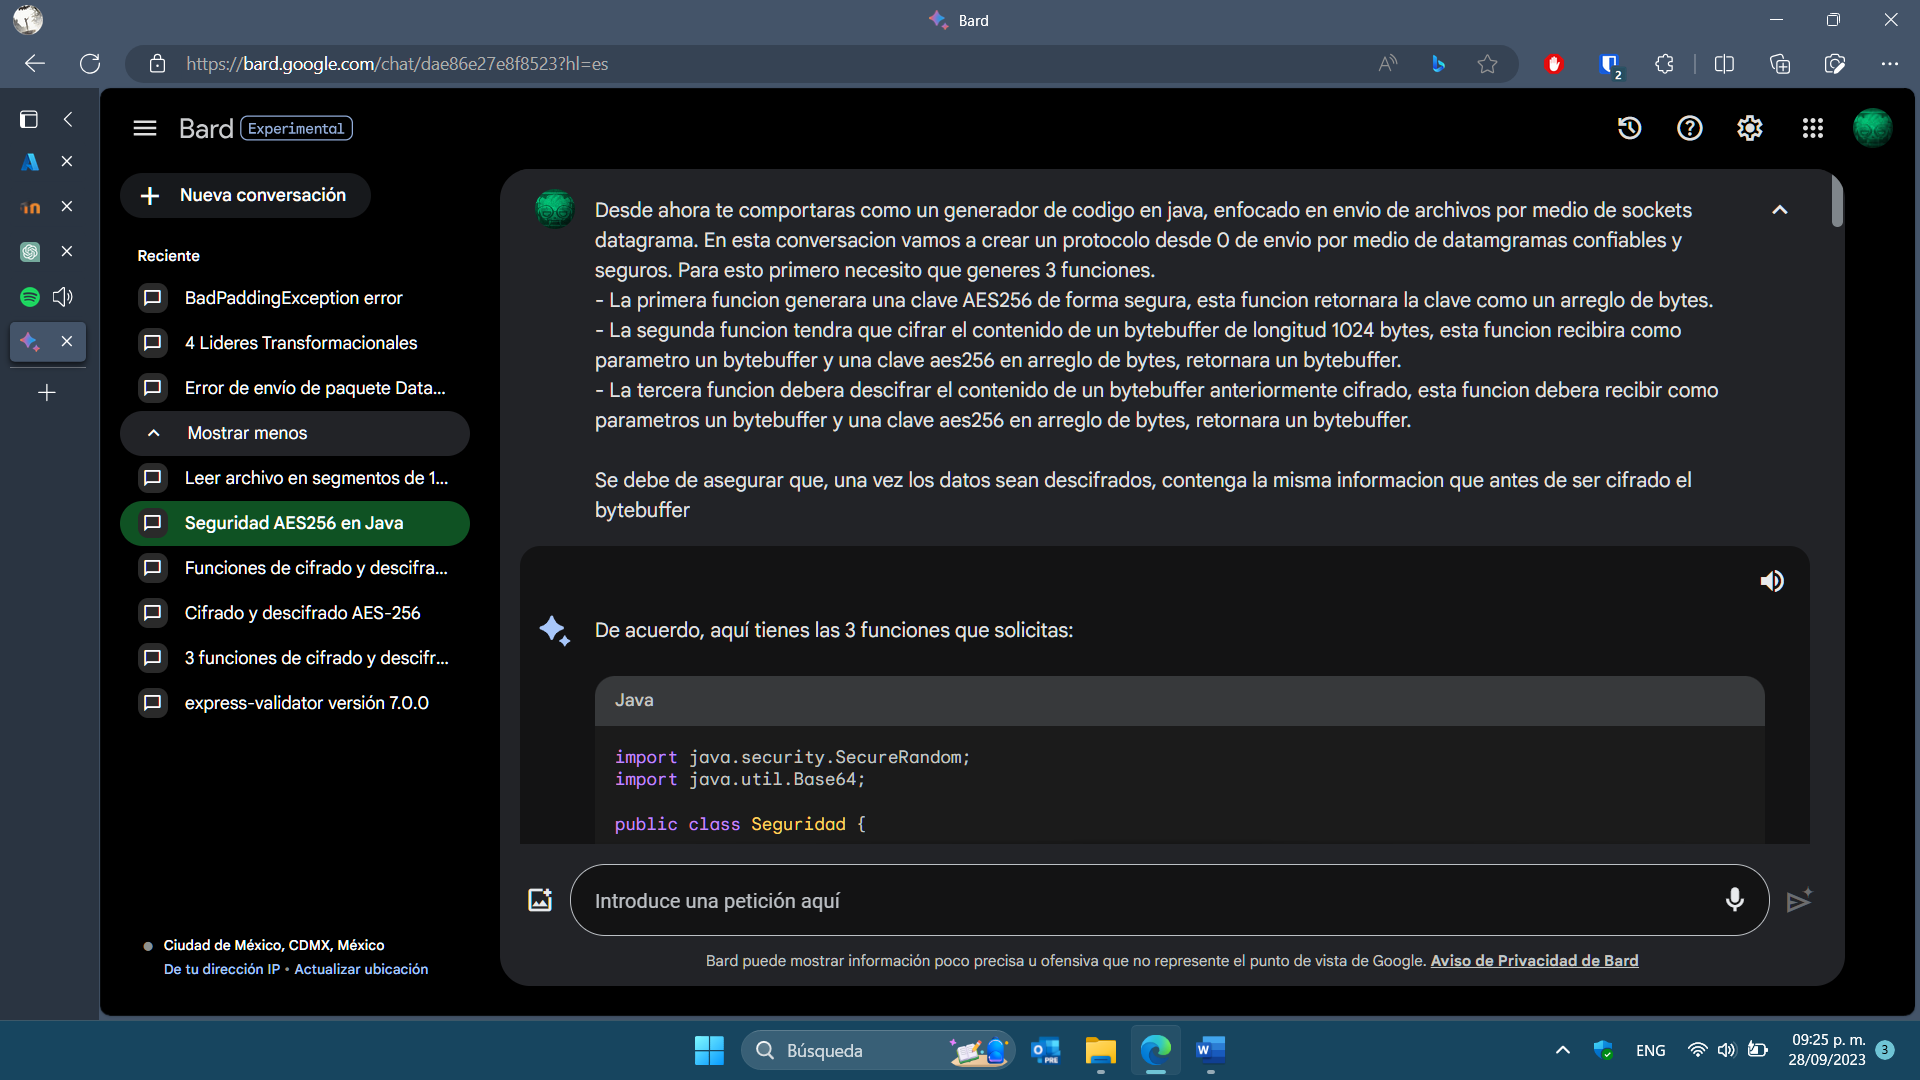 Bard
https://bard.google.com/chat/dae86e27e8f8523?hl=es
2
Bard Experimental
Nueva conversación
Reciente
BadPaddingException error
4 Lideres Transformacionales
Error de envío de paquete Data...
Mostrar menos
Leer archivo en segmentos de 1...
Seguridad AES256 en Java
Funciones de cifrado y descifra...
Cifrado y descifrado AES-256
3 funciones de cifrado y descifr...
express-validator versión 7.0.0
Ciudad de México, CDMX, México
De tu dirección IP • Actualizar ubicación
Desde ahora te comportaras como un generador de codigo en java, enfocado en envio de archivos por medio de sockets
datagrama. En esta conversacion vamos a crear un protocolo desde 0 de envio por medio de datamgramas confiables y
seguros. Para esto primero necesito que generes 3 funciones.
- La primera funcion generara una clave AES256 de forma segura, esta funcion retornara la clave como un arreglo de bytes.
- La segunda funcion tendra que cifrar el contenido de un bytebuffer de longitud 1024 bytes, esta funcion recibira como
parametro un bytebuffer y una clave aes256 en arreglo de bytes, retornara un bytebuffer.
- La tercera funcion debera descifrar el contenido de un bytebuffer anteriormente cifrado, esta funcion debera recibir como
parametros un bytebuffer y una clave aes256 en arreglo de bytes, retornara un bytebuffer.
Se debe de asegurar que, una vez los datos sean descifrados, contenga la misma informacion que antes de ser cifrado el
bytebuffer
De acuerdo, aquí tienes las 3 funciones que solicitas:
Java
import java.security.SecureRandom;
import java.util.Base64;
public class Seguridad {
Introduce una petición aquí
Bard puede mostrar información poco precisa u ofensiva que no represente el punto de vista de Google. Aviso de Privacidad de Bard
Búsqueda
PRE
ENG
09:25 p. m.
28/09/2023
3